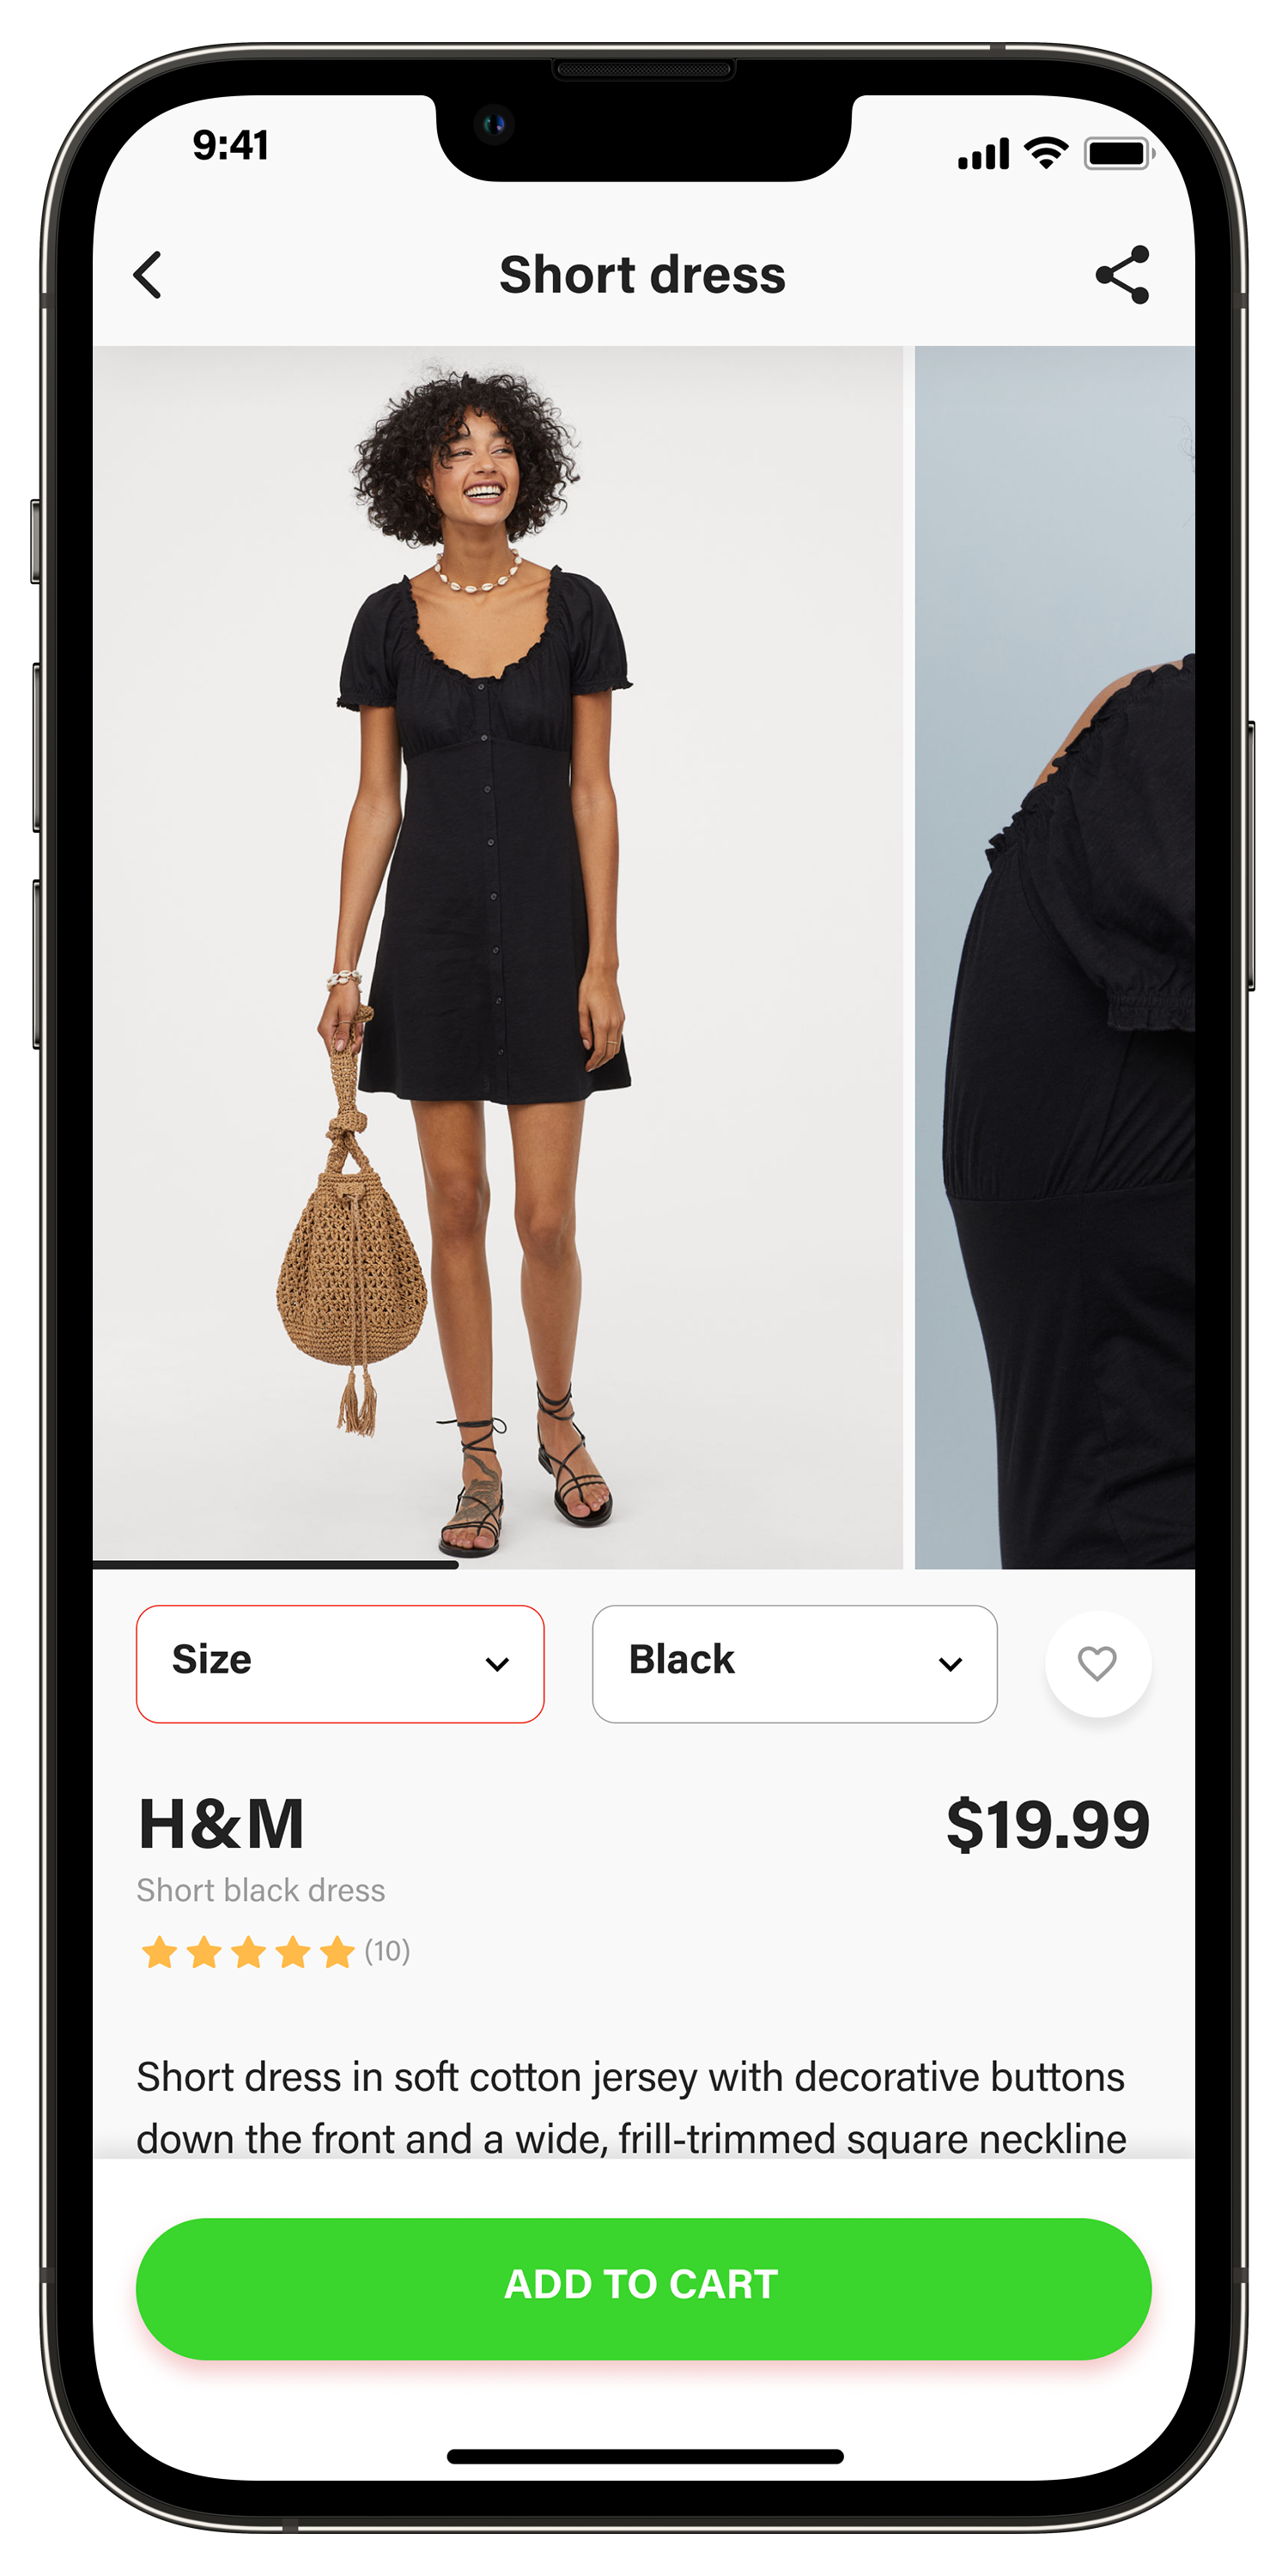 9:41
Short dress
Size
Black
H&M
$19.99
Short black dress
(10)
Short dress in soft cotton jersey with decorative buttons
down the front and a wide, frill-trimmed square neckline
ADD TO CART